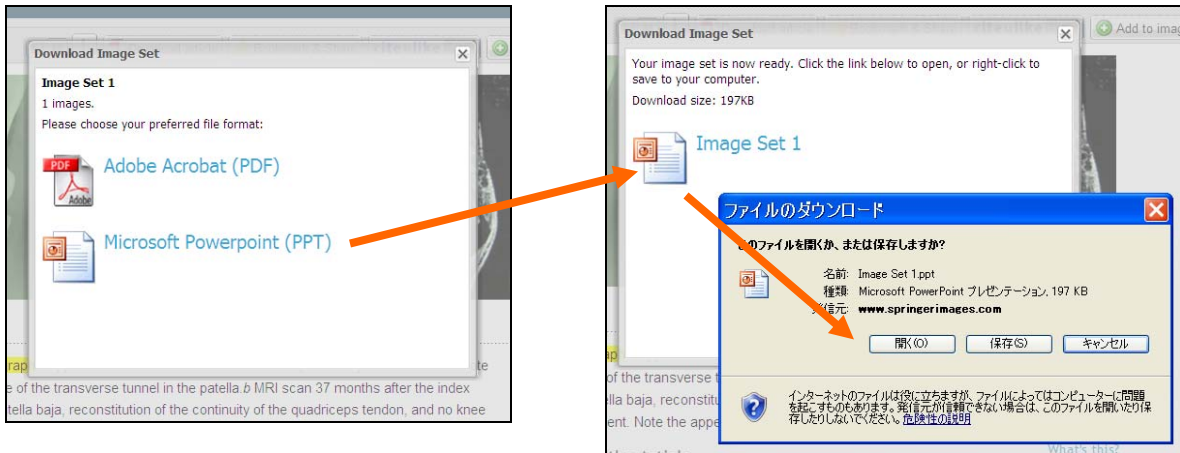 Download Image Set
Image Set 1
1 images.
Please choose your preferred file format:
PDF
Adobe
Adobe Acrobat (PDF)
Microsoft Powerpoint (PPT)
rap
te
e of the transverse tunnel in the patella. b MRI scan 37 months after the index
tella baja, reconstitution of the continuity of the quadriceps tendon, and no knee
Add to imag
Download Image Set
Your image set is now ready. Click the link below to open, or right-click to
save to your computer.
Download size: 197KB
Image Set 1
ファイルのダウンロード
このファイルを開くか、または保存しますか?
名前: Image Set 1.ppt
種類: Microsoft PowerPoint プレゼンテーション, 197 KB
発信元: www.springerimages.com
開く(O)
保存(S)
キャンセル
インターネットのファイルは役に立ちますが、ファイルによってはコンピューターに問題
を起こすものもあります。発信元が信頼できない場合は、このファイルを開いたり保
存したりしないでください。危険性の説明
ap
of the transverse t
ella baja, reconstitu
ent. Note the appe
What's this?